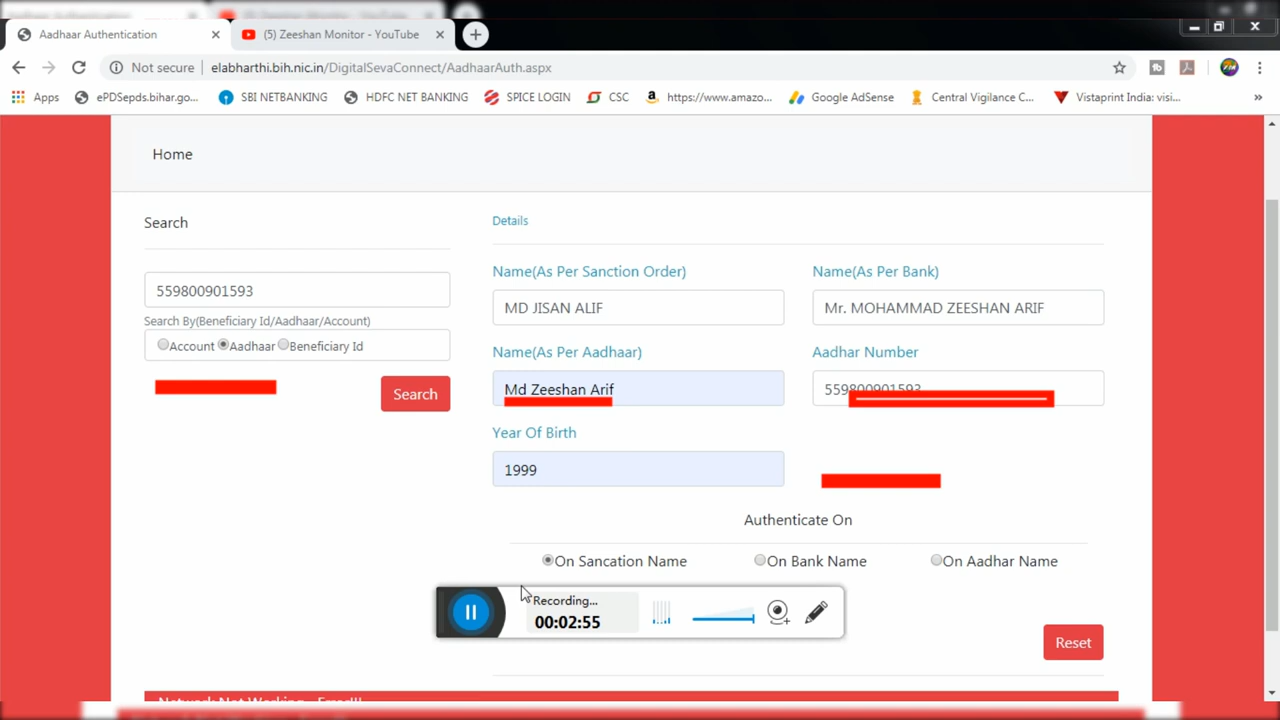 Aadhaar Authentication
(5) Zeeshan Monitor - YouTube
Not secure
elabharthi.bih.nic.in/DigitalSevaConnect/AadhaarAuth.aspx
Apps
ePDSepds.bihar.go...
SBI NETBANKING
HDFC NET BANKING
SPICE LOGIN
CSC
https://www.amazo...
Google AdSense
Central Vigilance C...
Vistaprint India: visi...
»
Home
Search
559800901593
Search By(Beneficiary Id/Aadhaar/Account)
Account Aadhaar Beneficiary Id
Search
Details
Name(As Per Sanction Order)
Name(As Per Bank)
MD JISAN ALIF
Mr. MOHAMMAD ZEESHAN ARIF
Name(As Per Aadhaar)
Aadhar Number
Md Zeeshan Arif
559800901593
Year Of Birth
1999
Authenticate On
On Sancation Name
On Bank Name
On Aadhar Name
Recording...
00:02:55
Reset
Network Not Working - Error!!!